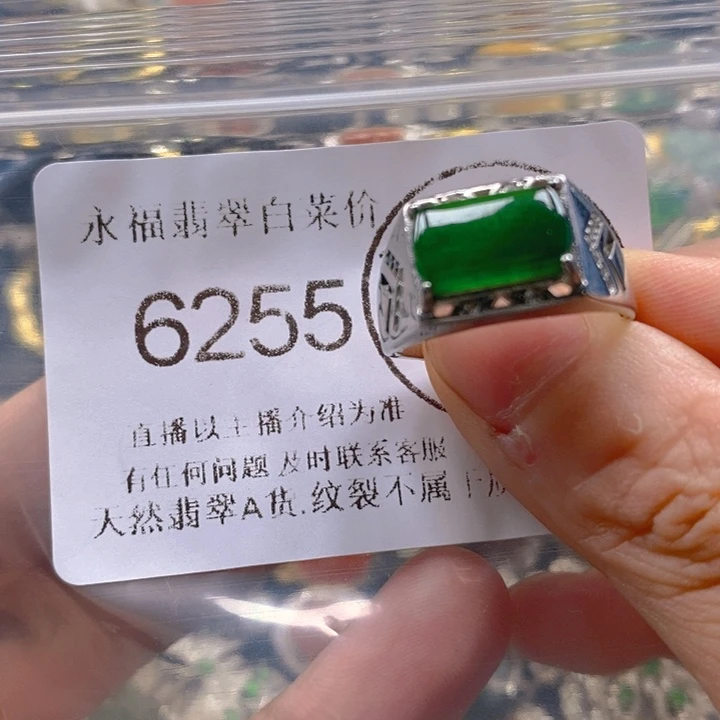 永福翡翠白菜价
6255
直播以主播介绍为准
有任何问题及时联系客服
天然翡翠A货.纹裂不属于